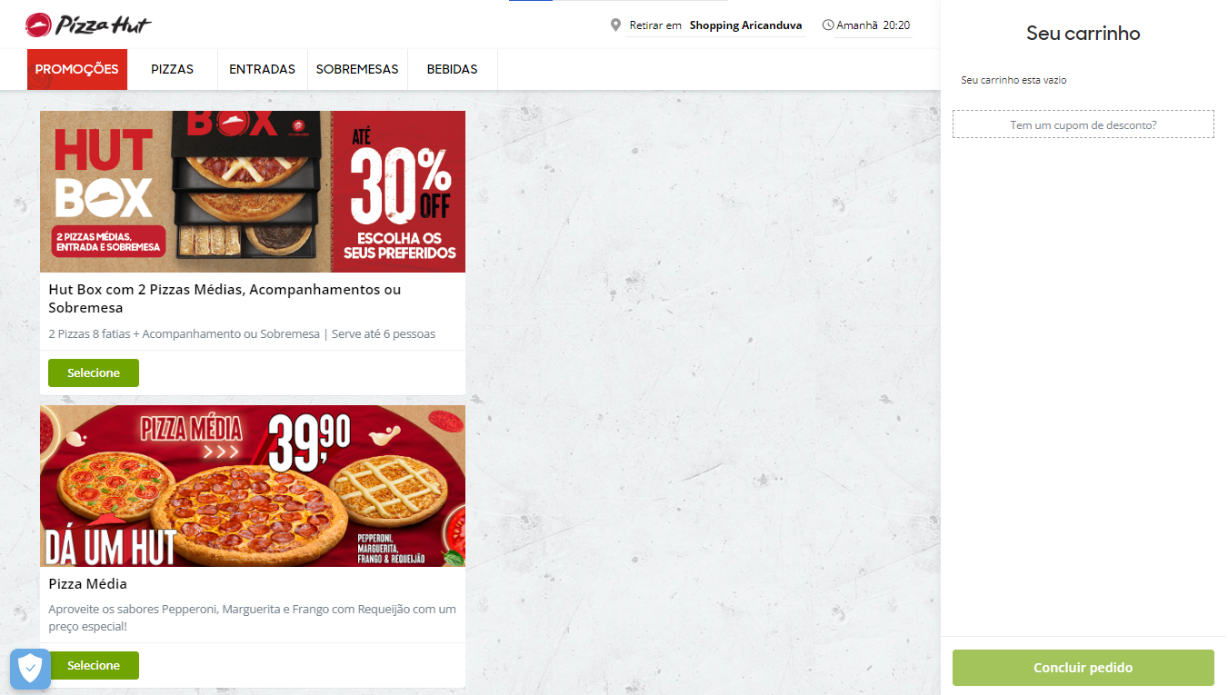 Pizza Hut
Retirar em Shopping Aricanduva
Amanhã 20:20
PROMOÇÕES
PIZZAS
ENTRADAS
SOBREMESAS
BEBIDAS
HUT
BOX
2 PIZZAS MÉDIAS,
ENTRADA E SOBREMESA
BOX
ATÉ
30% OFF
ESCOLHA OS
SEUS PREFERIDOS
Hut Box com 2 Pizzas Médias, Acompanhamentos ou
Sobremesa
2 Pizzas 8 fatias + Acompanhamento ou Sobremesa | Serve até 6 pessoas
Selecione
PIZZA MÉDIA
>>>
39,90
DÁ UM HUT
PEPPERONI,
MARGUERITA,
FRANGO & REQUEIJÃO
Pizza Média
Aproveite os sabores Pepperoni, Marguerita e Frango com Requeijão com um
preço especial!
Selecione
Seu carrinho
Seu carrinho esta vazio
Tem um cupom de desconto?
Concluir pedido